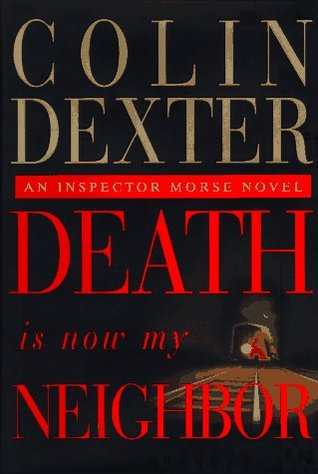 COLIN
DEXTER
AN INSPECTOR MORSE NOVEL
DEATH
is now my
NEIGHBOR